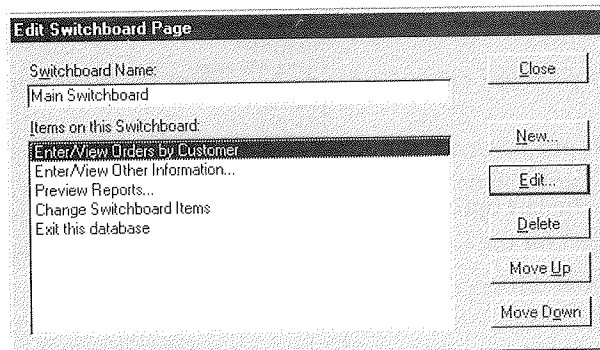 Edit Switchboard Page
Switchboard Name:
Main Switchboard
Items on this Switchboard:
Enter/View Orders by Customer
Enter/View Other Information...
Preview Reports...
Change Switchboard Items
Exit this database
Close
New...
Edit...
Delete
Move Up
Move Down